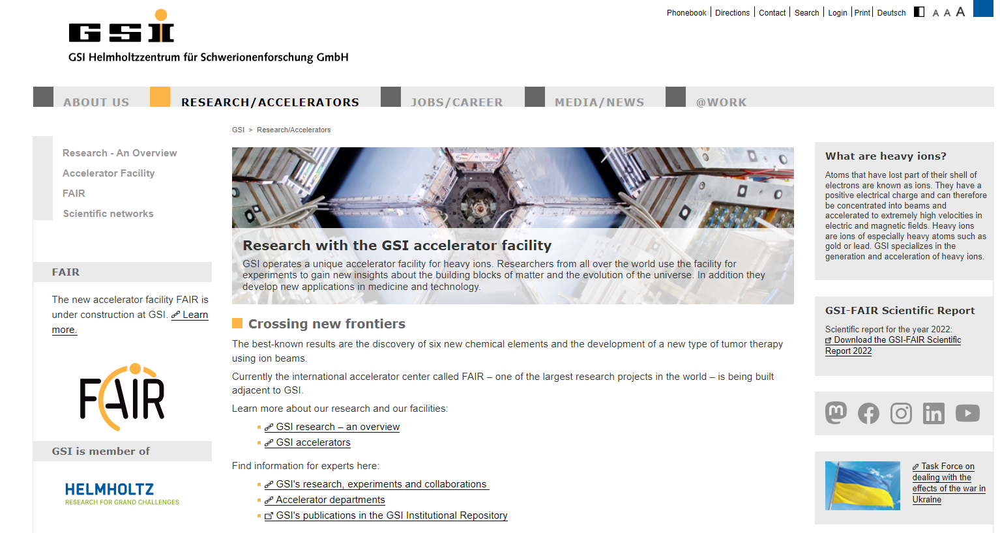 Phonebook Directions Contact Search Login Print Deutsch A A A
GSI
GSI Helmholtzzentrum für Schwerionenforschung GmbH
ABOUT US RESEARCH/ACCELERATORS JOBS/CAREER MEDIA/NEWS @WORK
GSI > Research/Accelerators
Research - An Overview
Accelerator Facility
FAIR
Scientific networks
FAIR
The new accelerator facility FAIR is
under construction at GSI. Learn
more.
FAIR
GSI is member of
HELMHOLTZ
RESEARCH FOR GRAND CHALLENGES
Research with the GSI accelerator facility
GSI operates a unique accelerator facility for heavy ions. Researchers from all over the world use the facility for
experiments to gain new insights about the building blocks of matter and the evolution of the universe. In addition they
develop new applications in medicine and technology.
Crossing new frontiers
The best-known results are the discovery of six new chemical elements and the development of a new type of tumor therapy
using ion beams.
Currently the international accelerator center called FAIR – one of the largest research projects in the world – is being built
adjacent to GSI.
Learn more about our research and our facilities:
GSI research – an overview
GSI accelerators
Find information for experts here:
GSI's research, experiments and collaborations
Accelerator departments
GSI's publications in the GSI Institutional Repository
What are heavy ions?
Atoms that have lost part of their shell of
electrons are known as ions. They have a
positive electrical charge and can therefore
be concentrated into beams and
accelerated to extremely high velocities in
electric and magnetic fields. Heavy ions
are ions of especially heavy atoms such as
gold or lead. GSI specializes in the
generation and acceleration of heavy ions.
GSI-FAIR Scientific Report
Scientific report for the year 2022:
Download the GSI-FAIR Scientific
Report 2022
Task Force on
dealing with the
effects of the war in
Ukraine